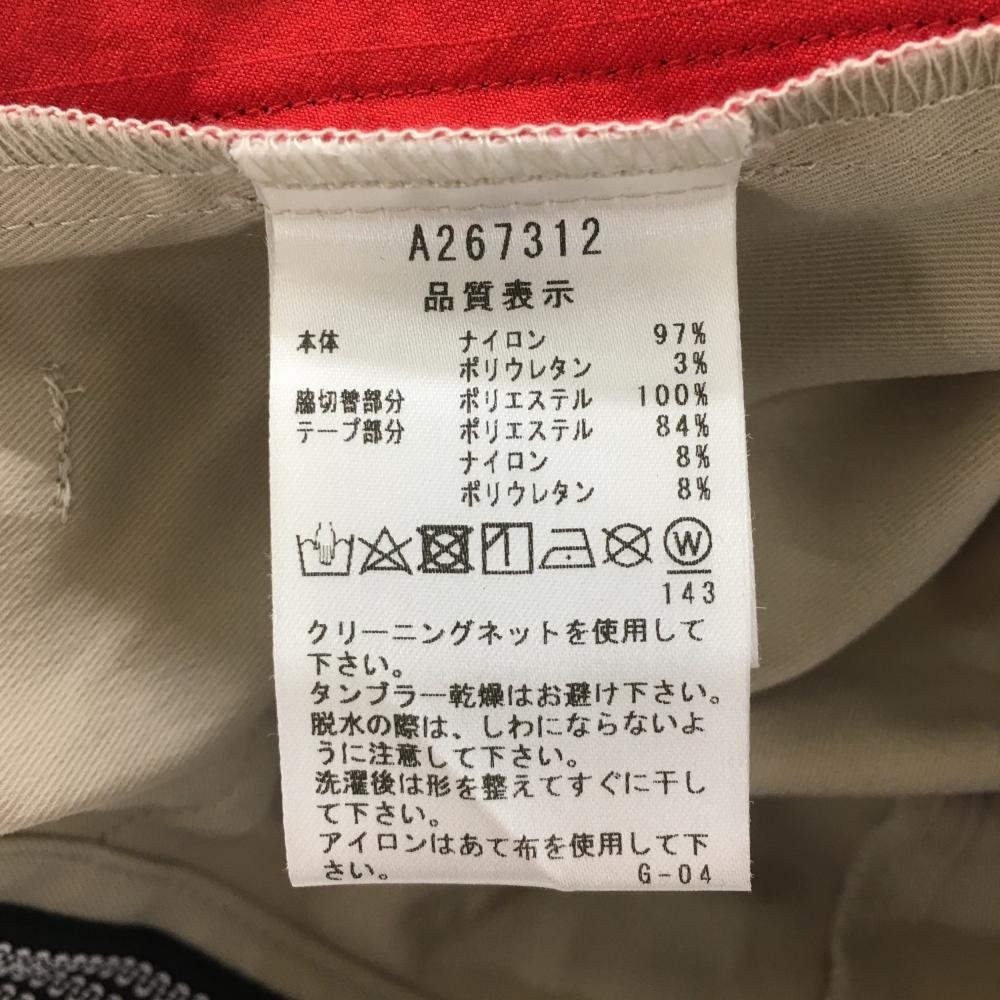 A267312
品質表示
本体 ナイロン 97%
ポリウレタン 3%
脇切替部分 ポリエステル 100%
テープ部分 ポリエステル 84%
ナイロン 8%
ポリウレタン 8%
W
143
クリーニングネットを使用して
下さい。
タンブラー乾燥はお避け下さい。
脱水の際は、しわにならないよ
うに注意して下さい。
洗濯後は形を整えてすぐに干し
て下さい。
アイロンはあて布を使用して下
さい。 G-04